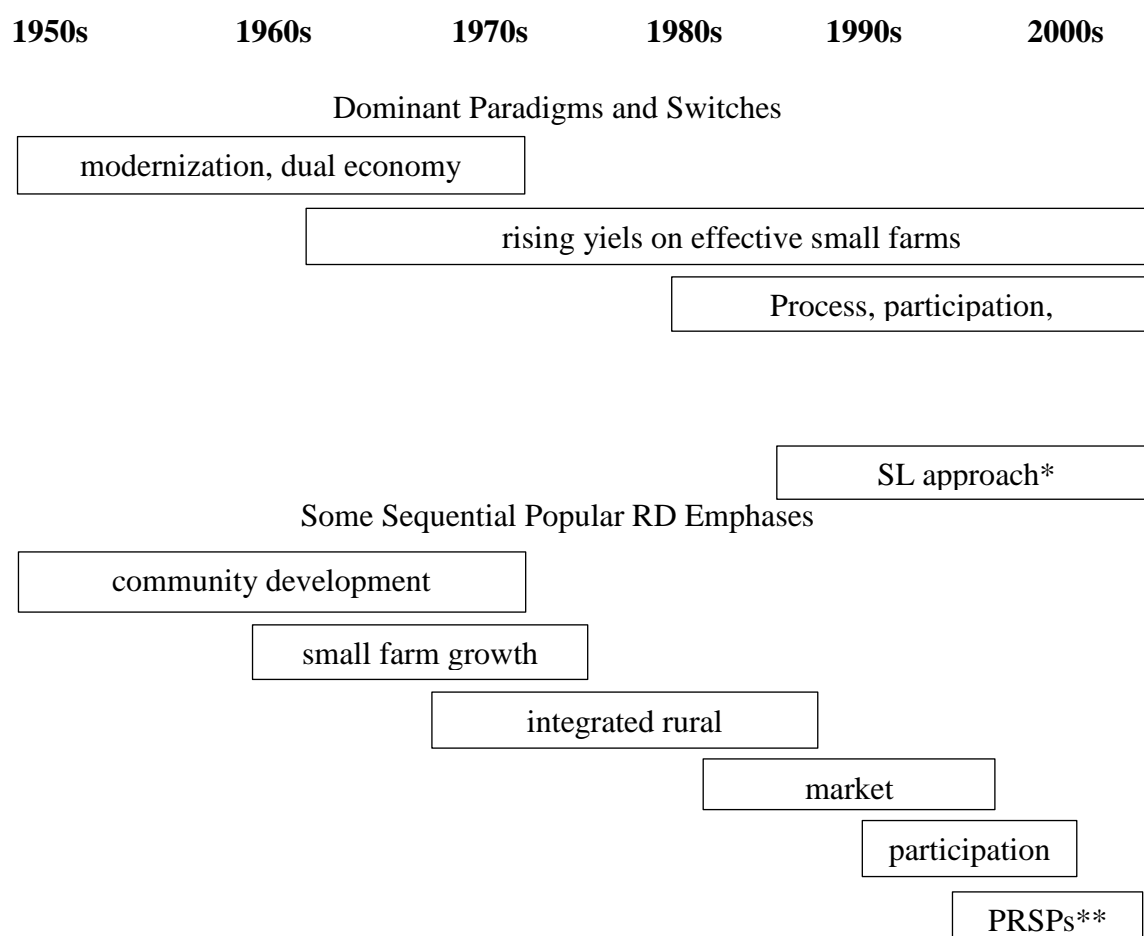 1950s 1960s 1970s 1980s 1990s 2000s
Dominant Paradigms and Switches
modernization, dual economy
rising yiels on effective small farms
Process, participation,
SL approach*
Some Sequential Popular RD Emphases
community development
small farm growth
integrated rural
market
participation
PRSPs**